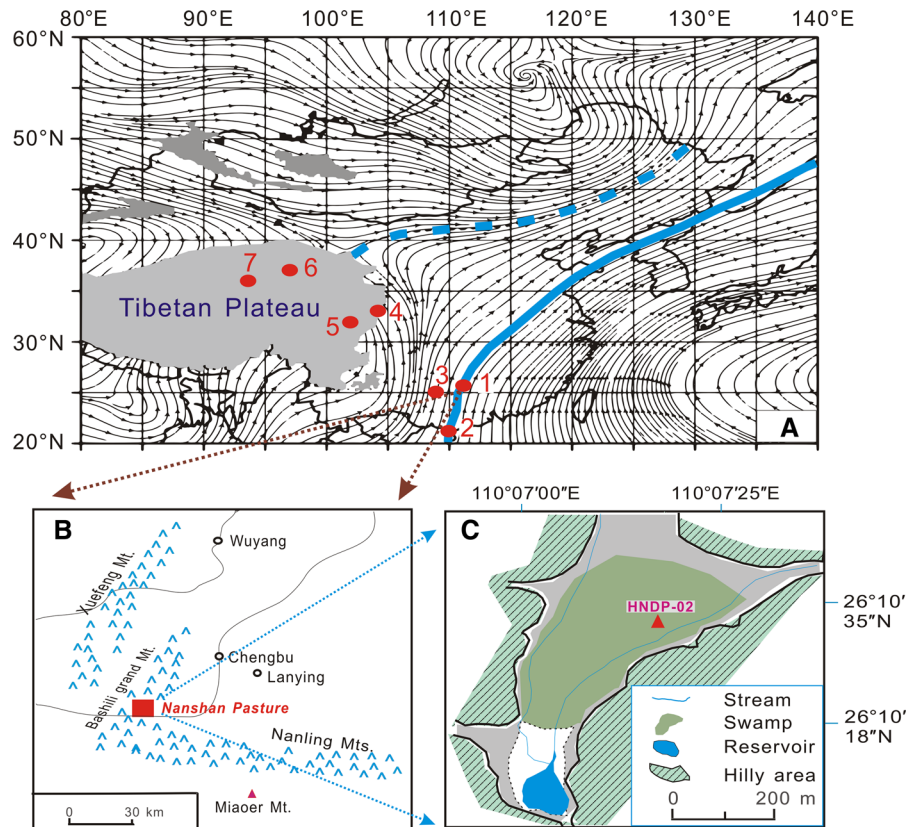 80°E 90°E 100°E 110°E 120°E 130°E 140°E
60°N
50°N
40°N
30°N
20°N
7
6
Tibetan Plateau
4
5
3
1
2
A
B
Wuyang
Xuefeng Mt.
Chengbu
Lanying
Bashili grand Mt.
Nanshan Pasture
Nanling Mts.
Miaoer Mt.
0 30 km
110°07′00″E 110°07′25″E
C
HNDP-02
26°10′
35″N
26°10′
18″N
Stream
Swamp
Reservoir
Hilly area
0 200 m